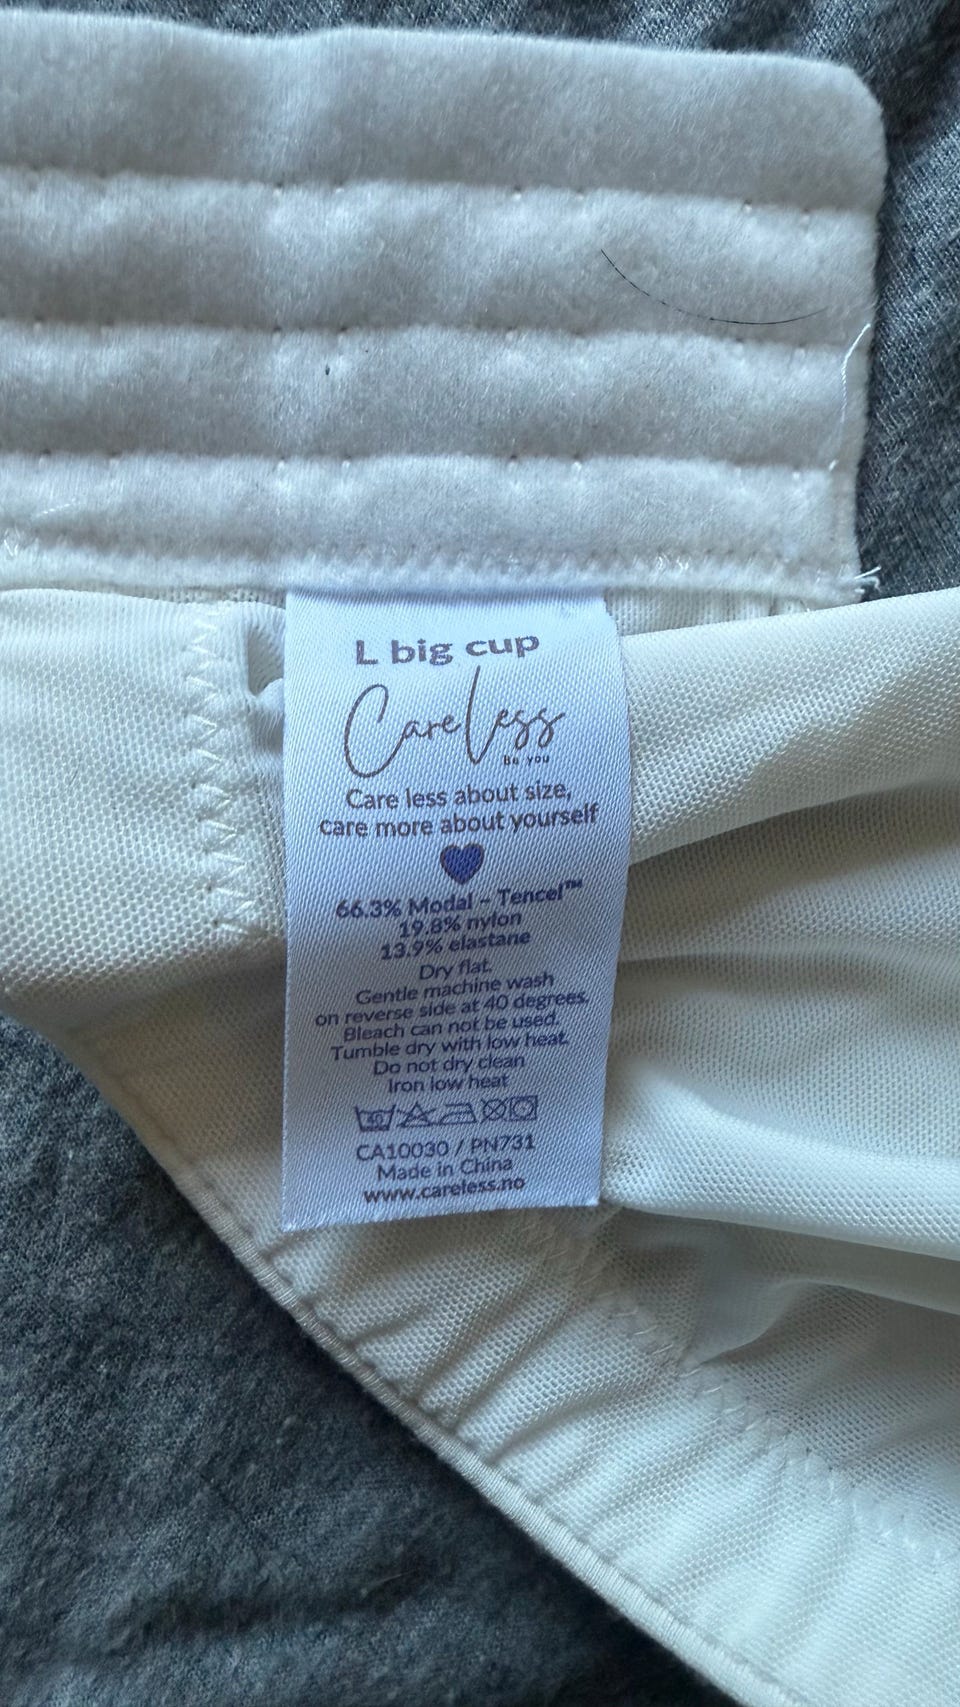 L big cup
CareLess
Be you
Care less about size,
care more about yourself
66.3% Modal – Tencel™
19.8% nylon
13.9% elastane
Dry flat.
Gentle machine wash
on reverse side at 40 degrees.
Bleach can not be used.
Tumble dry with low heat.
Do not dry clean
Iron low heat
40
CA10030 / PN731
Made in China
www.careless.no